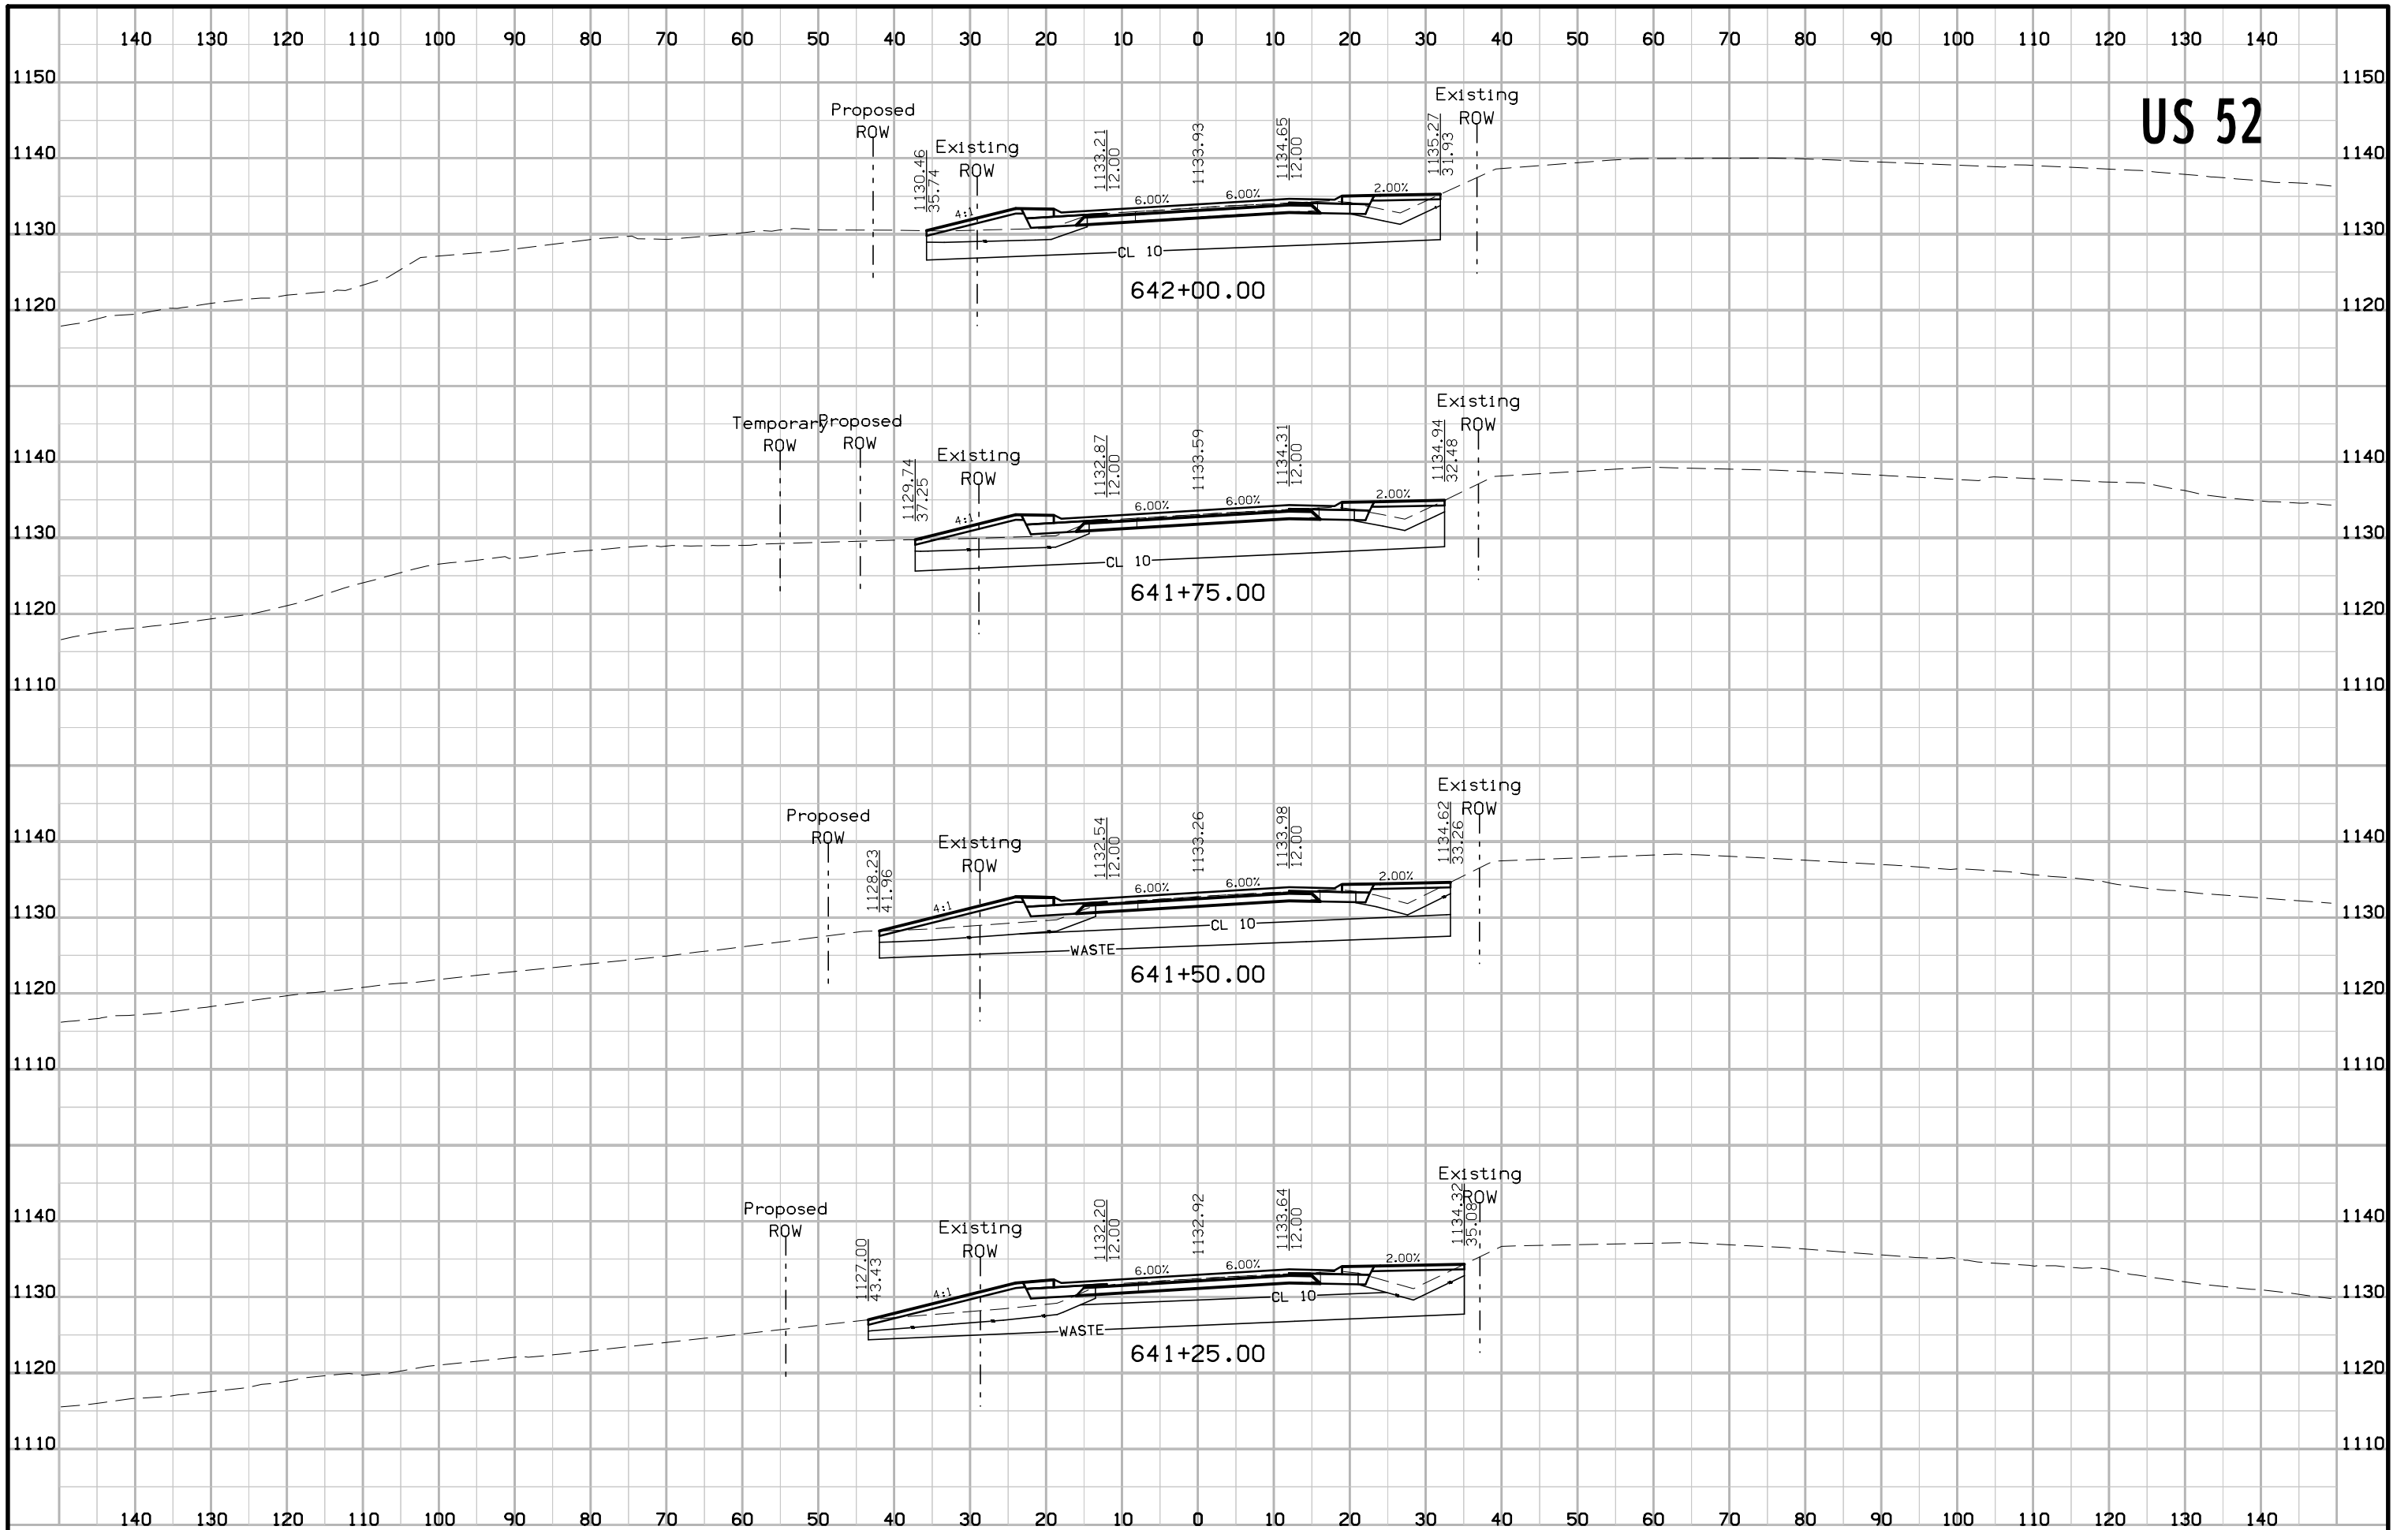 140 130 120 110 100 90 80 70 60 50 40 30 20 10 0 10 20 30 40 50 60 70 80 90 100 110 120 130 140
US 52
1150 1150
1140 1140
1130 1130
1120 1120
Proposed
ROW
Existing
ROW
Existing
ROW
1130.46
35.74
1133.21
12.00
1133.93
1134.65
12.00
1135.27
31.93
4:1
6.00%
6.00%
2.00%
CL 10
642+00.00
1140 1140
1130 1130
1120 1120
1110 1110
Temporary
ROW
Proposed
ROW
Existing
ROW
Existing
ROW
1129.74
37.25
1132.87
12.00
1133.59
1134.31
12.00
1134.94
32.48
4:1
6.00%
6.00%
2.00%
CL 10
641+75.00
1140 1140
1130 1130
1120 1120
1110 1110
Proposed
ROW
Existing
ROW
Existing
ROW
1128.23
41.96
1132.54
12.00
1133.26
1133.98
12.00
1134.62
33.26
4:1
6.00%
6.00%
2.00%
CL 10
WASTE
641+50.00
1140 1140
1130 1130
1120 1120
1110 1110
Proposed
ROW
Existing
ROW
Existing
ROW
1127.00
43.43
1132.20
12.00
1132.92
1133.64
12.00
1134.32
35.08
4:1
6.00%
6.00%
2.00%
CL 10
WASTE
641+25.00
140 130 120 110 100 90 80 70 60 50 40 30 20 10 0 10 20 30 40 50 60 70 80 90 100 110 120 130 140